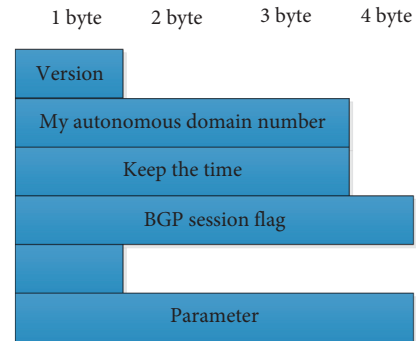 1 byte 2 byte 3 byte 4 byte
Version
My autonomous domain number
Keep the time
BGP session flag
Parameter